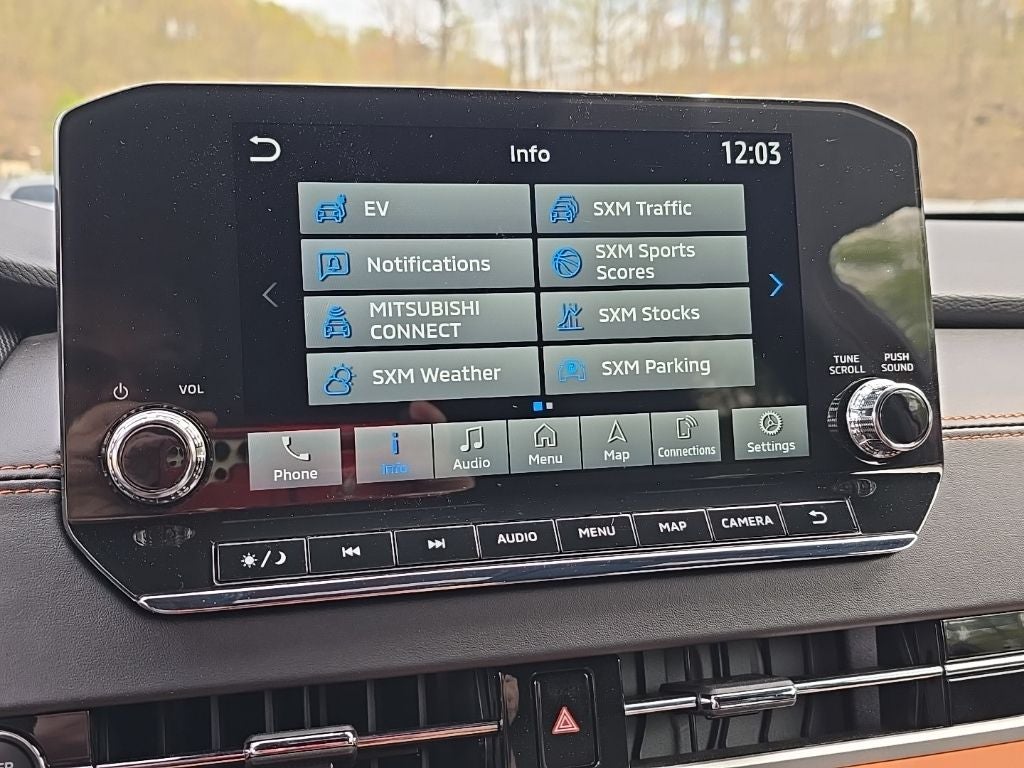 Info
12:03
EV
SXM Traffic
Notifications
SXM Sports
Scores
MITSUBISHI
CONNECT
SXM Stocks
SXM Weather
SXM Parking
VOL
TUNE
SCROLL
PUSH
SOUND
Phone
Info
Audio
Menu
Map
Connections
Settings
AUDIO
MENU
MAP
CAMERA